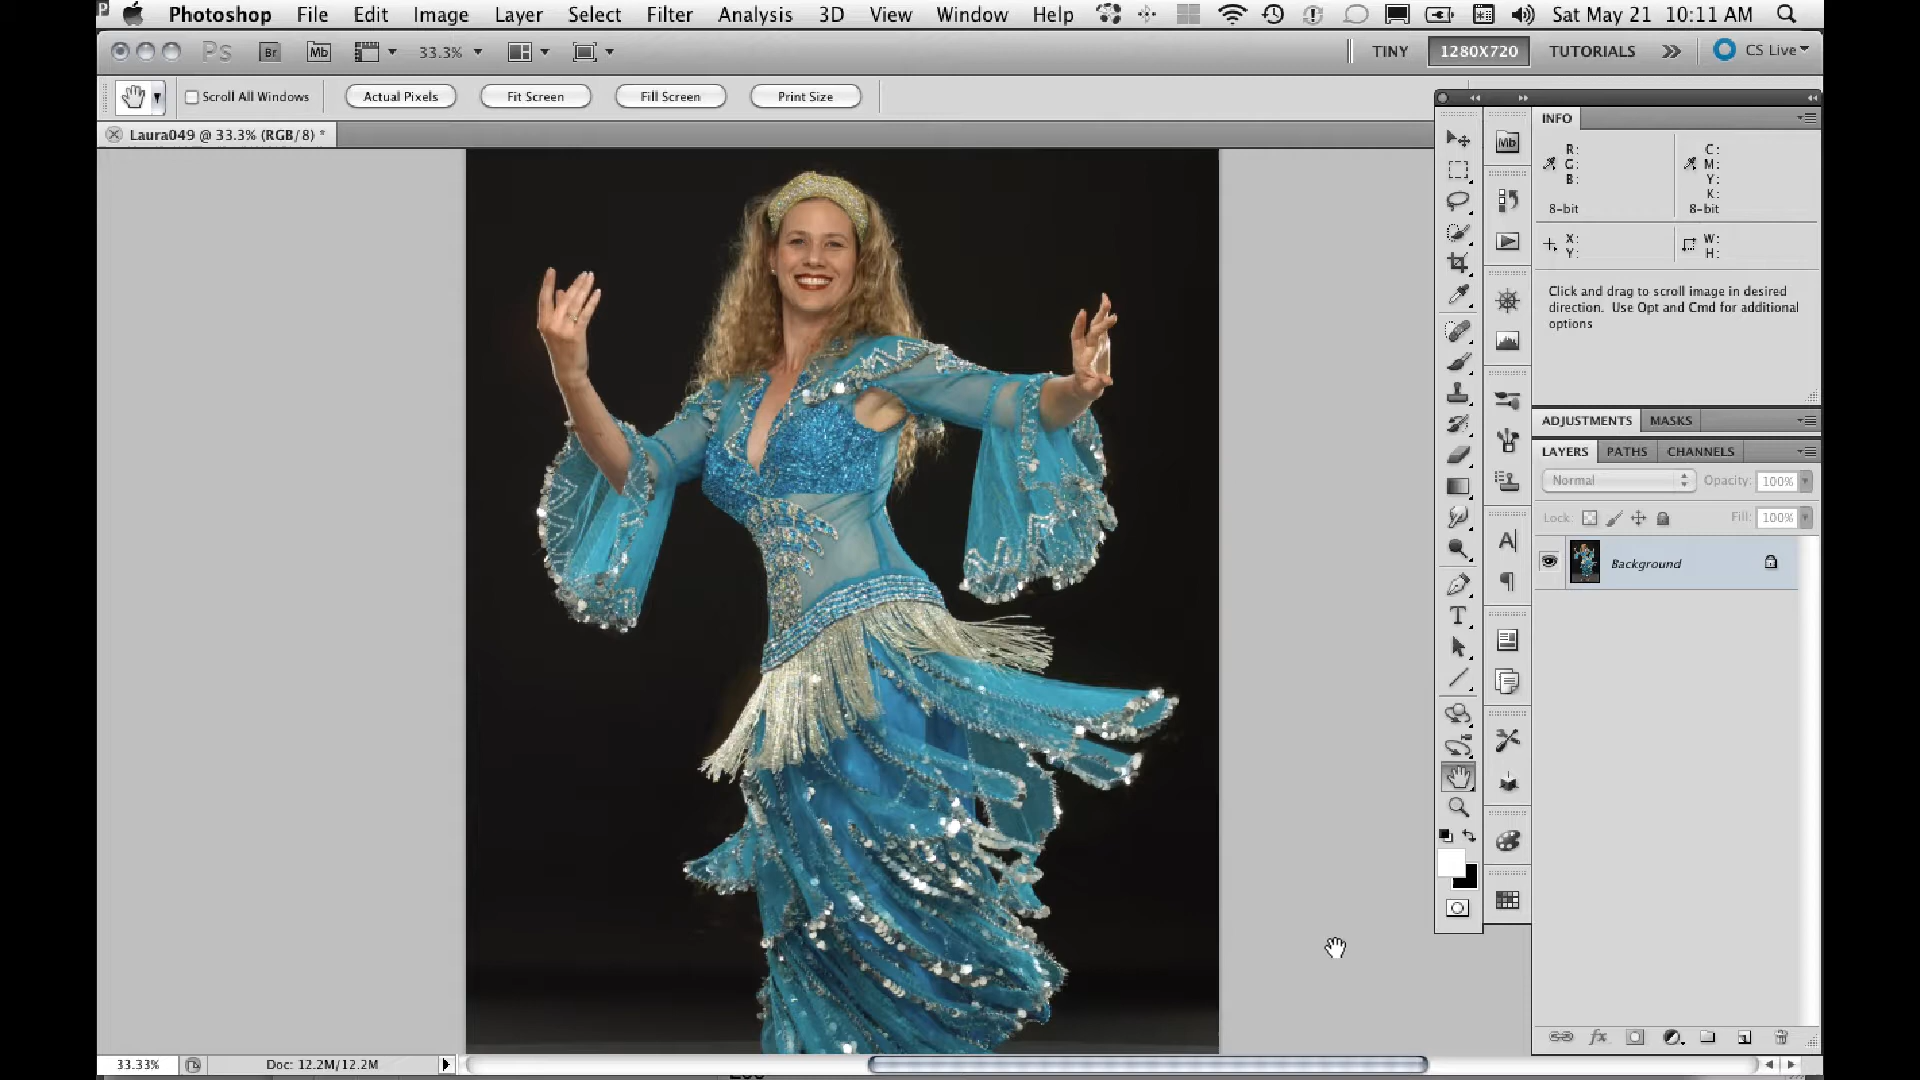 Photoshop File Edit Image Layer Select Filter Analysis 3D View Window Help Sat May 21 10:11 AM
Ps Br Mb 33.3% TINY 1280X720 TUTORIALS CS Live
Scroll All Windows Actual Pixels Fit Screen Fill Screen Print Size
Laura049 @ 33.3% (RGB/8) *
INFO
Mb
R: C:
G: M:
B: Y:
K:
8-bit 8-bit
X: W:
Y: H:
Click and drag to scroll image in desired
direction. Use Opt and Cmd for additional
options
ADJUSTMENTS MASKS
LAYERS PATHS CHANNELS
Normal Opacity: 100%
Lock: Fill: 100%
Background
33.33% Doc: 12.2M/12.2M